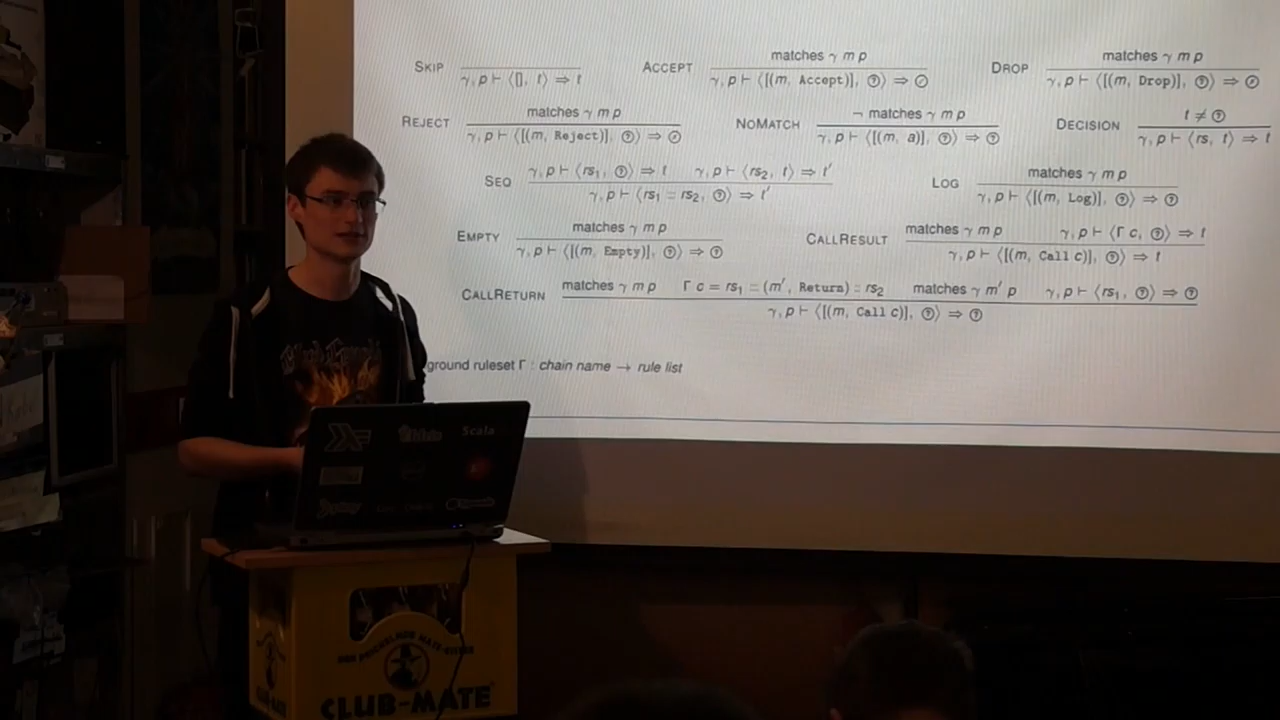 SKIP γ, p ⊢ ⟨[], t⟩ ⇒ t
ACCEPT matches γ m p
γ, p ⊢ ⟨[(m, Accept)], ?⟩ ⇒ ✓
DROP matches γ m p
γ, p ⊢ ⟨[(m, Drop)], ?⟩ ⇒ ✗
REJECT matches γ m p
γ, p ⊢ ⟨[(m, Reject)], ?⟩ ⇒ ✗
NOMATCH ¬ matches γ m p
γ, p ⊢ ⟨[(m, a)], ?⟩ ⇒ ?
DECISION t ≠ ?
γ, p ⊢ ⟨rs, t⟩ ⇒ t
SEQ γ, p ⊢ ⟨rs₁, ?⟩ ⇒ t γ, p ⊢ ⟨rs₂, t⟩ ⇒ t′
γ, p ⊢ ⟨rs₁ :: rs₂, ?⟩ ⇒ t′
LOG matches γ m p
γ, p ⊢ ⟨[(m, Log)], ?⟩ ⇒ ?
EMPTY matches γ m p
γ, p ⊢ ⟨[(m, Empty)], ?⟩ ⇒ ?
CALLRESULT matches γ m p γ, p ⊢ ⟨Γ c, ?⟩ ⇒ t
γ, p ⊢ ⟨[(m, Call c)], ?⟩ ⇒ t
CALLRETURN matches γ m p Γ c = rs₁ :: (m′, Return) :: rs₂ matches γ m′ p γ, p ⊢ ⟨rs₁, ?⟩ ⇒ ?
γ, p ⊢ ⟨[(m, Call c)], ?⟩ ⇒ ?
ground ruleset Γ : chain name → rule list
Scala
CLUB-MATE